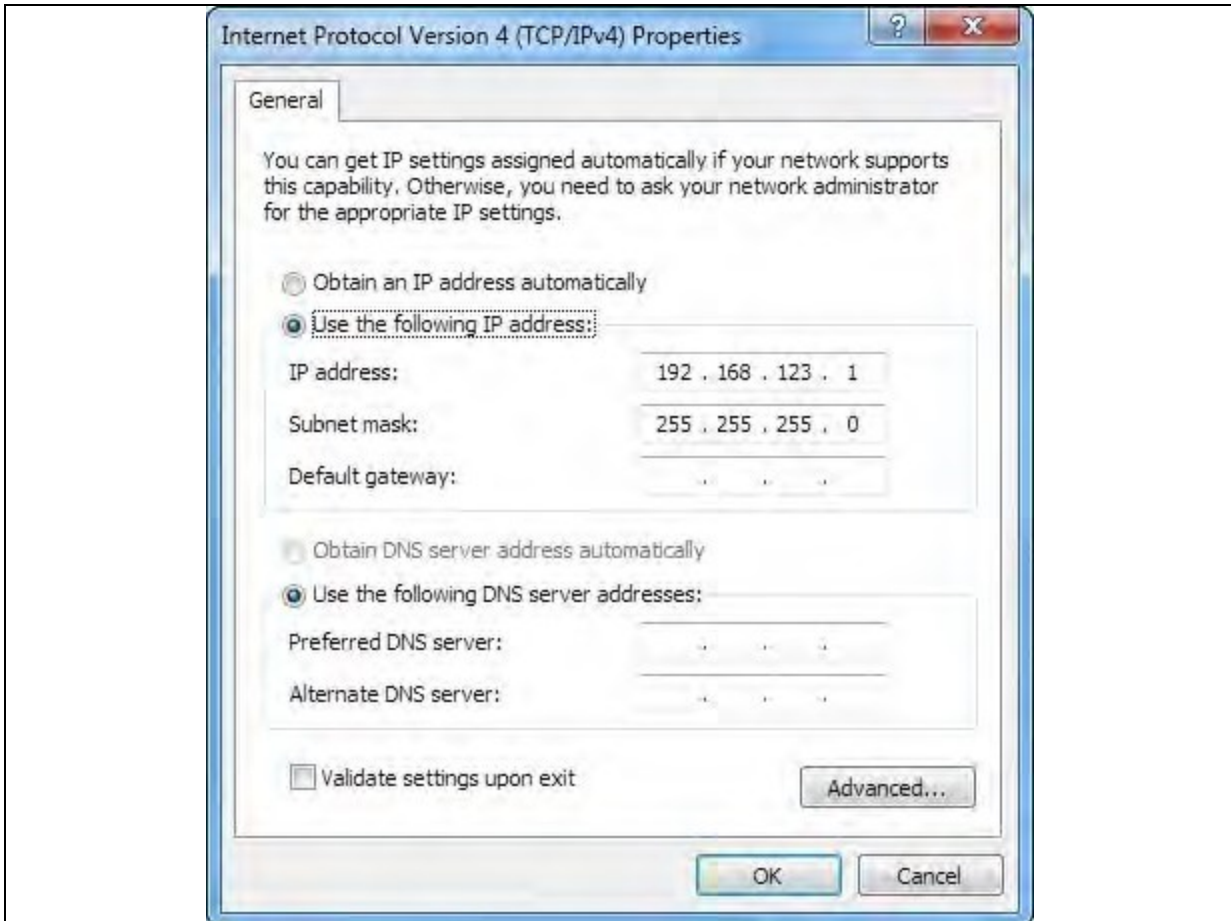 Internet Protocol Version 4 (TCP/IPv4) Properties
?
General
You can get IP settings assigned automatically if your network supports
this capability. Otherwise, you need to ask your network administrator
for the appropriate IP settings.
Obtain an IP address automatically
Use the following IP address:
IP address: 192 . 168 . 123 . 1
Subnet mask: 255 . 255 . 255 . 0
Default gateway: . . .
Obtain DNS server address automatically
Use the following DNS server addresses:
Preferred DNS server: . . .
Alternate DNS server: . . .
Validate settings upon exit
Advanced...
OK Cancel